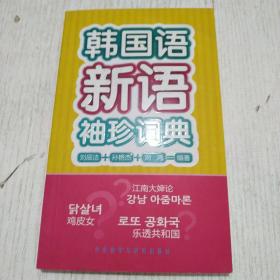 韩国语
新语
袖珍词典
江南大婶论
강남 아줌마론
닭살녀
鸡皮女
로또 공화국
乐透共和国